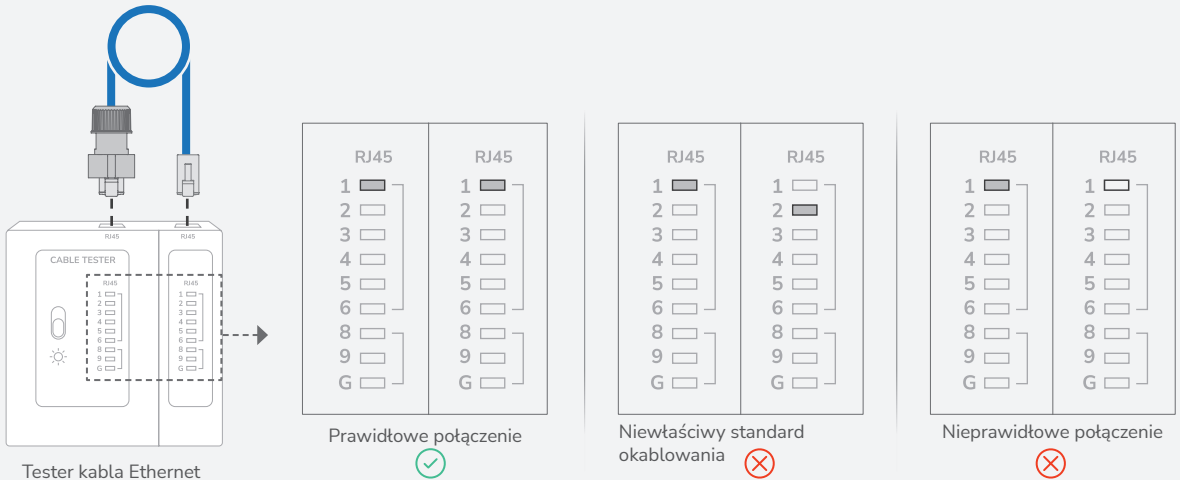 RJ45
RJ45
CABLE TESTER
RJ45
RJ45
1
1
2
2
3
3
4
4
5
5
6
6
8
8
9
9
G
G
Tester kabla Ethernet
RJ45
RJ45
1
1
2
2
3
3
4
4
5
5
6
6
8
8
9
9
G
G
Prawidłowe połączenie
RJ45
RJ45
1
1
2
2
3
3
4
4
5
5
6
6
8
8
9
9
G
G
Niewłaściwy standard
okablowania
RJ45
RJ45
1
1
2
2
3
3
4
4
5
5
6
6
8
8
9
9
G
G
Nieprawidłowe połączenie